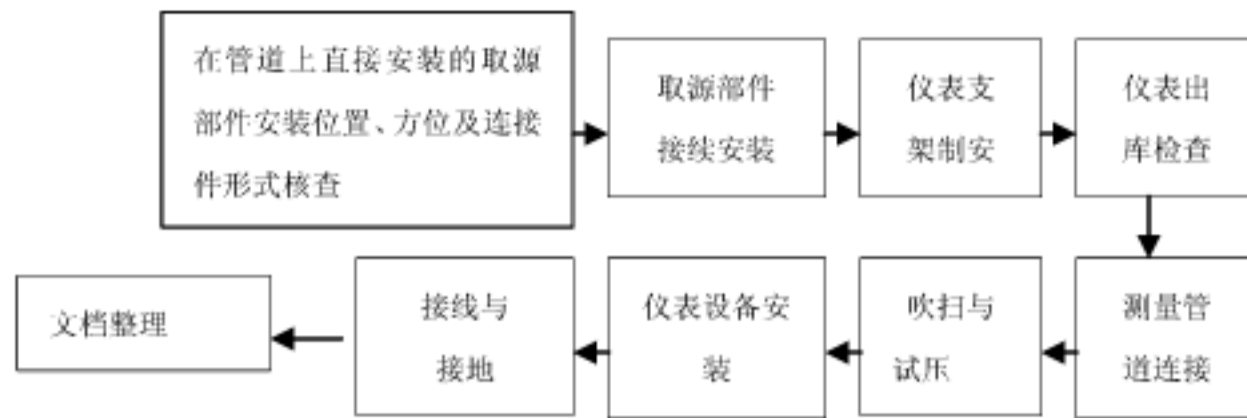 在管道上直接安装的取源
部件安装位置、方位及连接
件形式核查
取源部件
接续安装
仪表支
架制安
仪表出
库检查
测量管
道连接
吹扫与
试压
仪表设备安
装
接线与
接地
文档整理